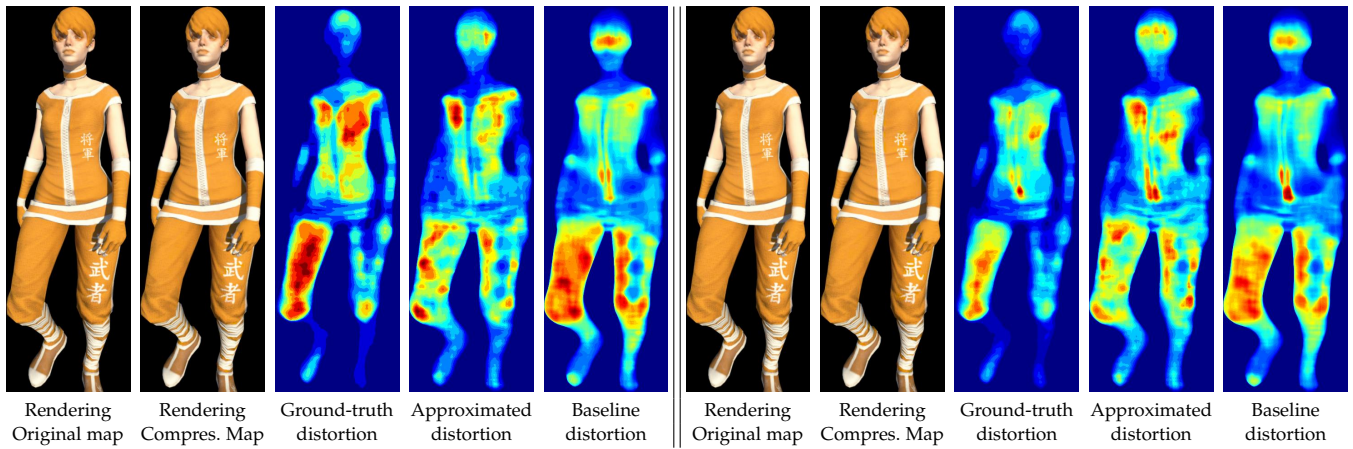 将
軍
武
者
将
軍
武
者
将
軍
武
者
将
軍
武
者
Rendering
Original map
Rendering
Compres. Map
Ground-truth
distortion
Approximated
distortion
Baseline
distortion
Rendering
Original map
Rendering
Compres. Map
Ground-truth
distortion
Approximated
distortion
Baseline
distortion